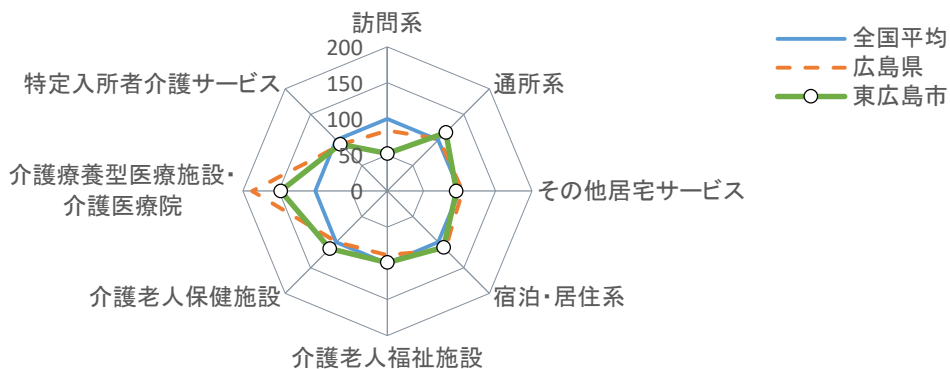 訪問系
200
150
100
50
0
通所系
その他居宅サービス
宿泊・居住系
介護老人福祉施設
介護老人保健施設
介護療養型医療施設・
介護医療院
特定入所者介護サービス
全国平均
広島県
東広島市